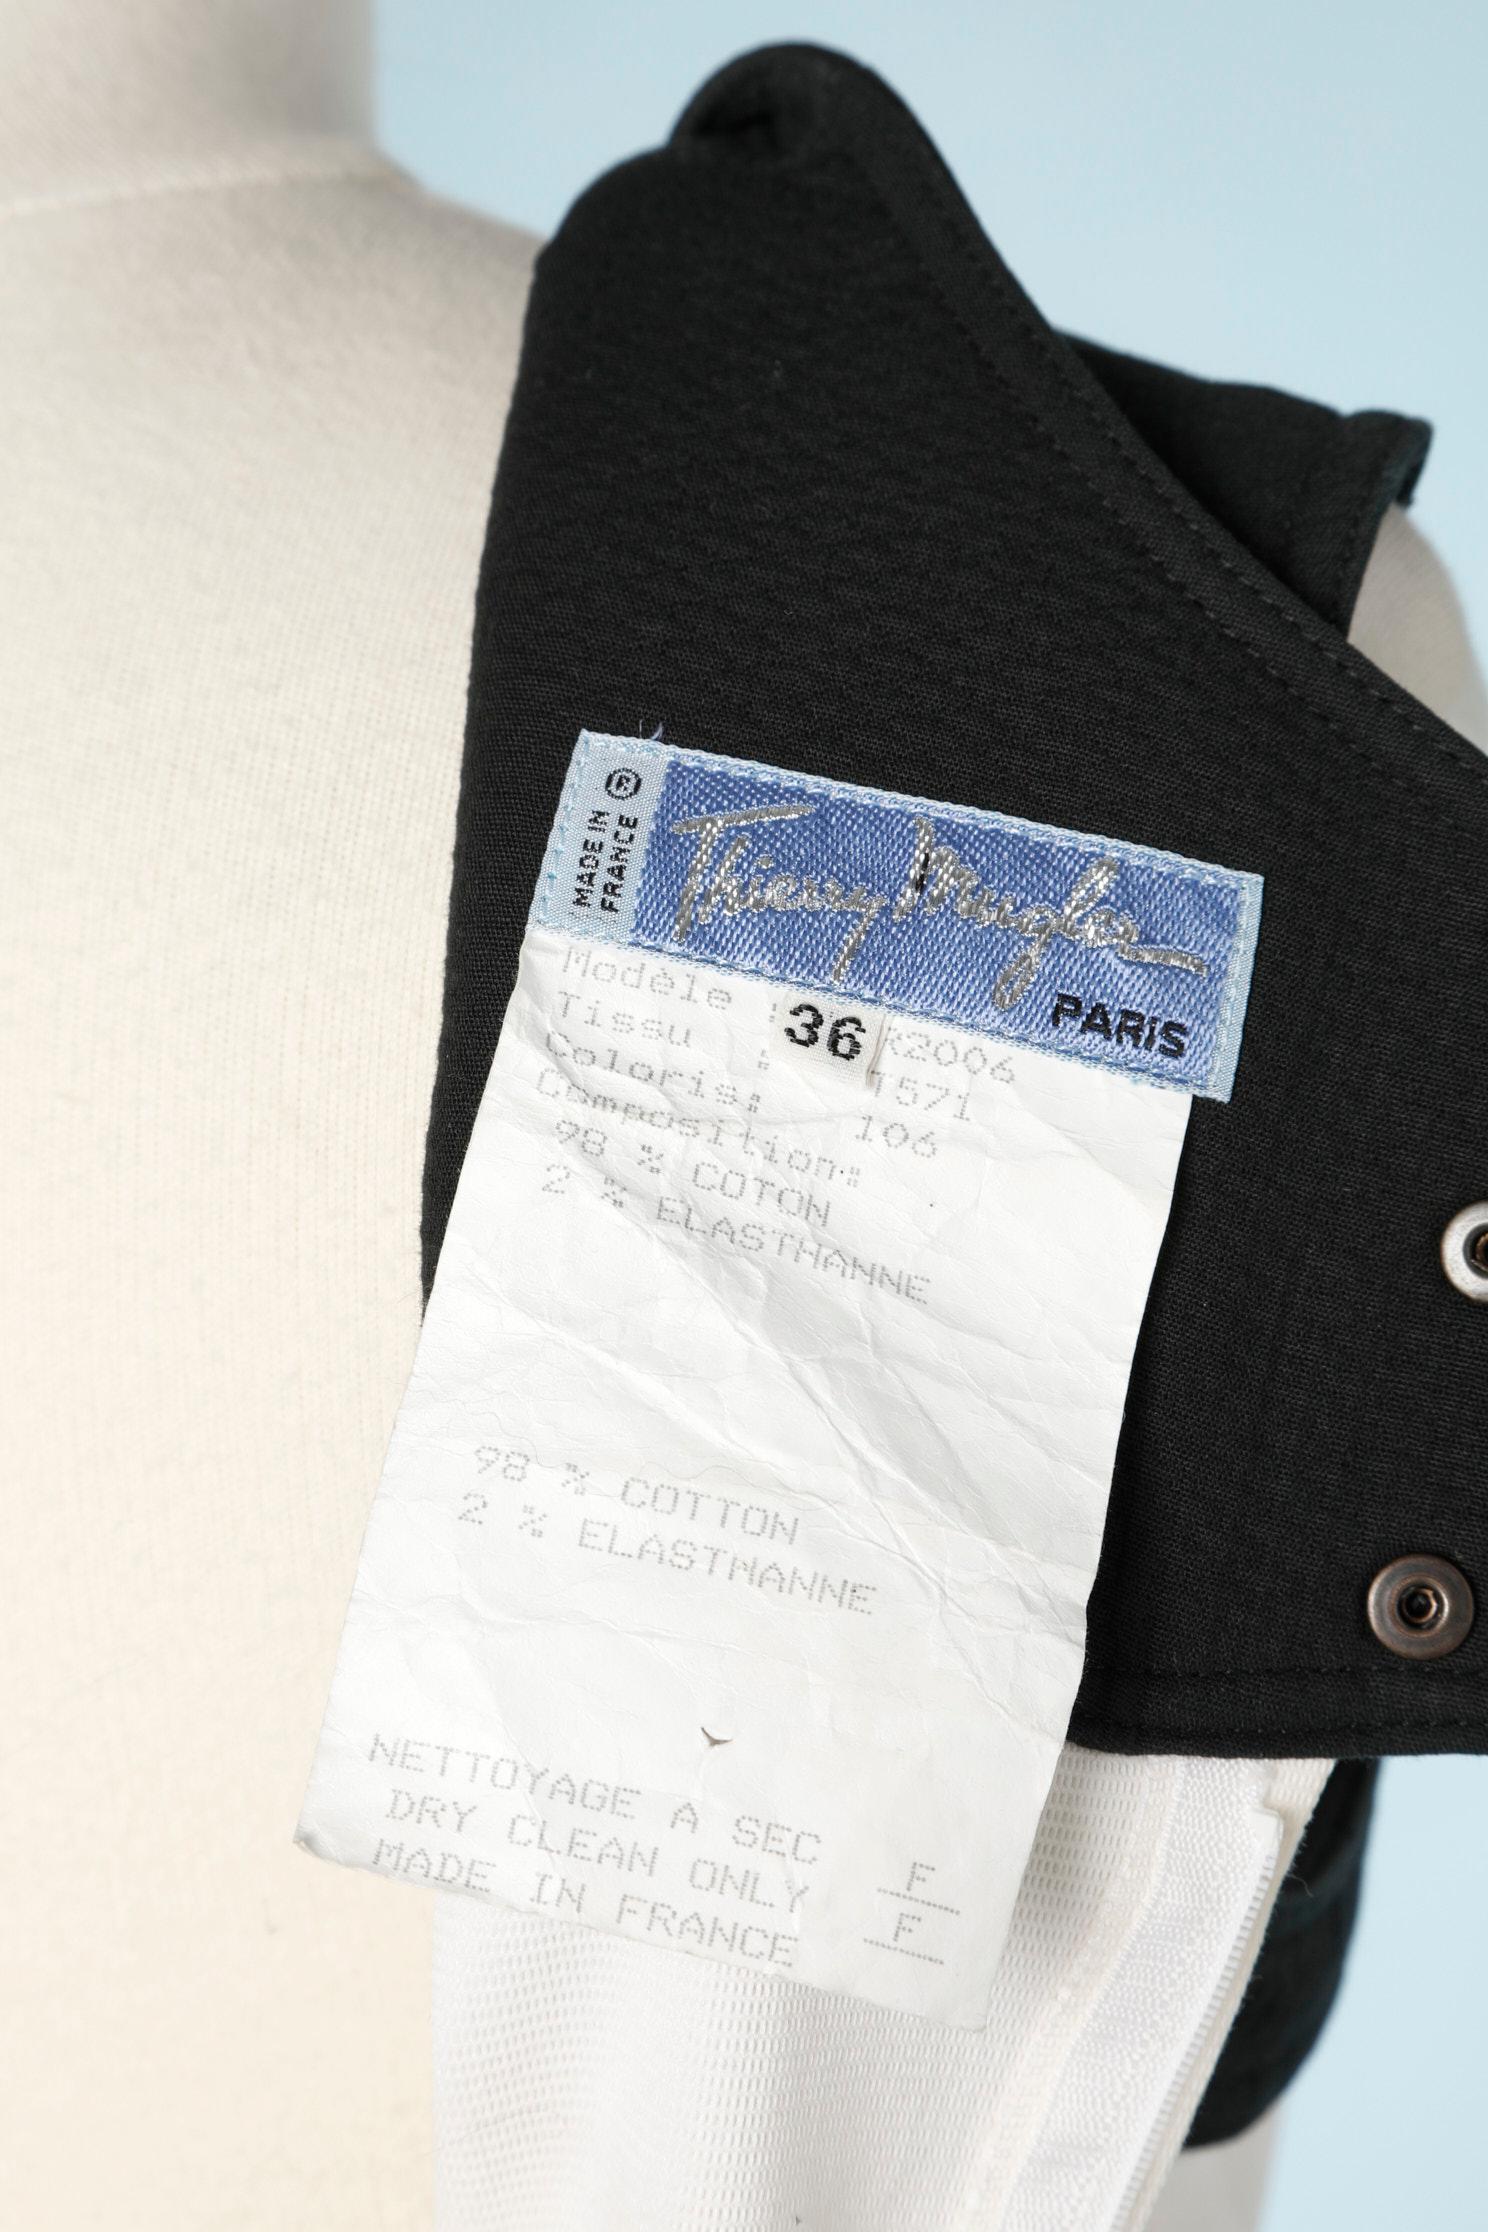 MADE IN
FRANCE ®
Thierry Mugler
PARIS
36
Modèle : 2006
Tissu : 1571
Coloris: 106
Composition:
98 % COTON
2 % ELASTHANNE
98 % COTTON
2 % ELASTHANNE
NETTOYAGE A SEC
DRY CLEAN ONLY
MADE IN FRANCE
F
F